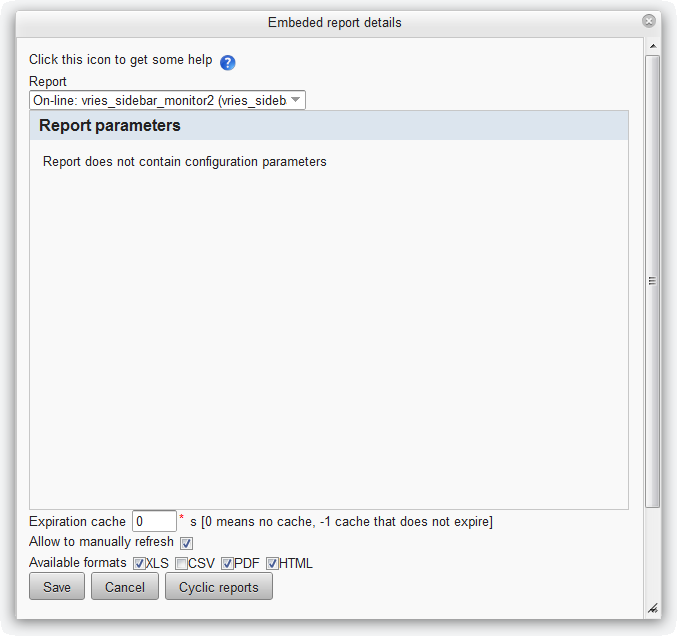 Embeded report details
Click this icon to get some help ?
Report
On-line: vries_sidebar_monitor2 (vries_sideb
Report parameters
Report does not contain configuration parameters
Expiration cache 0 * s [0 means no cache, -1 cache that does not expire]
Allow to manually refresh
Available formats XLS CSV PDF HTML
Save Cancel Cyclic reports